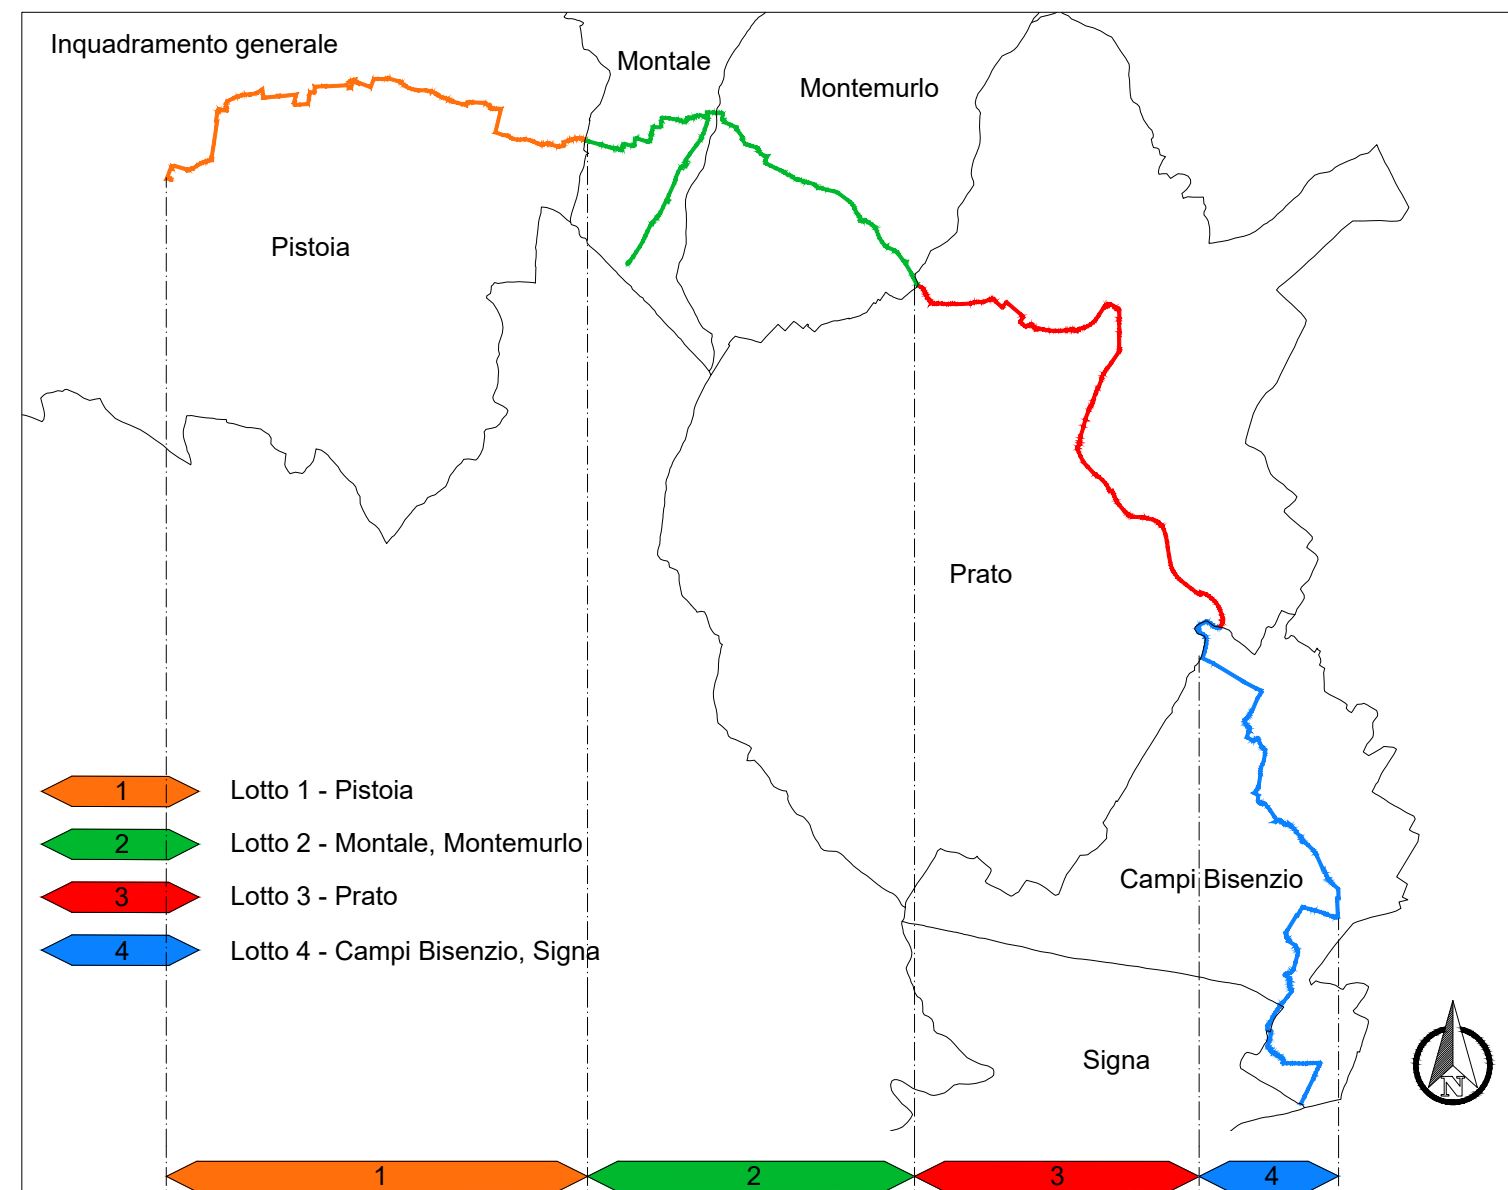 Inquadramento generale
Montale
Montemurlo
Pistoia
Prato
1 Lotto 1 - Pistoia
2 Lotto 2 - Montale, Montemurlo
3 Lotto 3 - Prato
4 Lotto 4 - Campi Bisenzio, Signa
Campi Bisenzio
Signa
N
1 2 3 4